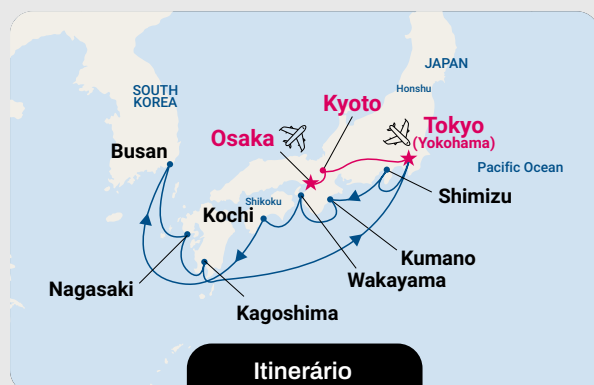 JAPAN
Honshu
SOUTH
KOREA
Kyoto
Tokyo
(Yokohama)
Osaka
Busan
Pacific Ocean
Shimizu
Shikoku
Kochi
Kumano
Wakayama
Nagasaki
Kagoshima
Itinerário